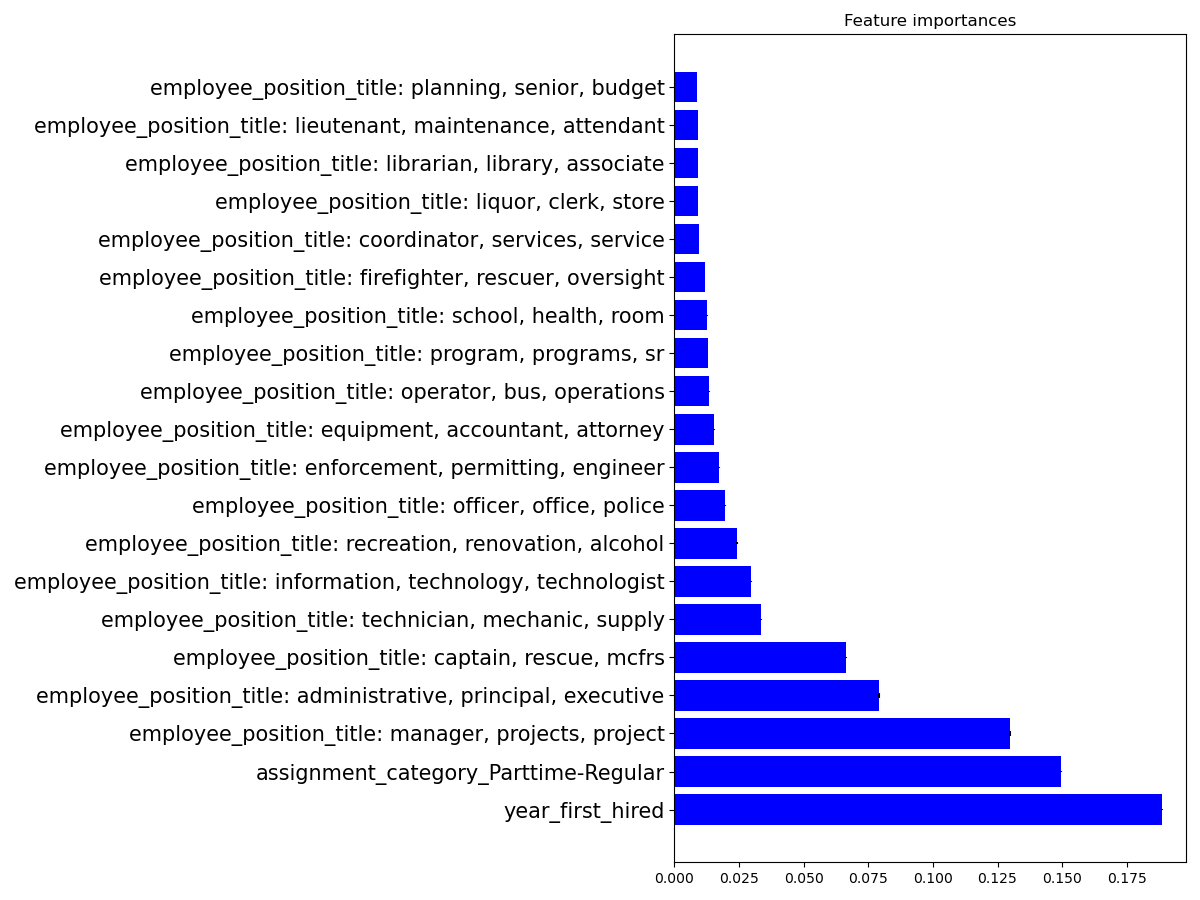 Feature importances
employee_position_title: planning, senior, budget
employee_position_title: lieutenant, maintenance, attendant
employee_position_title: librarian, library, associate
employee_position_title: liquor, clerk, store
employee_position_title: coordinator, services, service
employee_position_title: firefighter, rescuer, oversight
employee_position_title: school, health, room
employee_position_title: program, programs, sr
employee_position_title: operator, bus, operations
employee_position_title: equipment, accountant, attorney
employee_position_title: enforcement, permitting, engineer
employee_position_title: officer, office, police
employee_position_title: recreation, renovation, alcohol
employee_position_title: information, technology, technologist
employee_position_title: technician, mechanic, supply
employee_position_title: captain, rescue, mcfrs
employee_position_title: administrative, principal, executive
employee_position_title: manager, projects, project
assignment_category_Parttime-Regular
year_first_hired
0.000 0.025 0.050 0.075 0.100 0.125 0.150 0.175